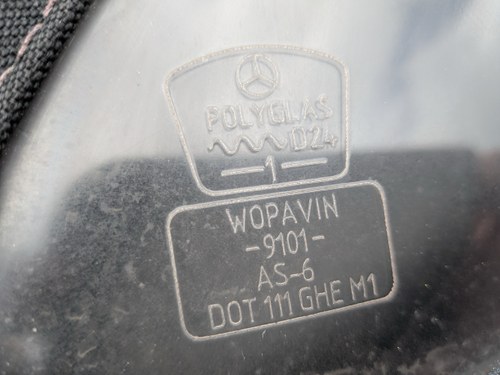 POLYGLAS
D24
-1-
WOPAVIN
-9101-
AS-6
DOT 111 GHE M1